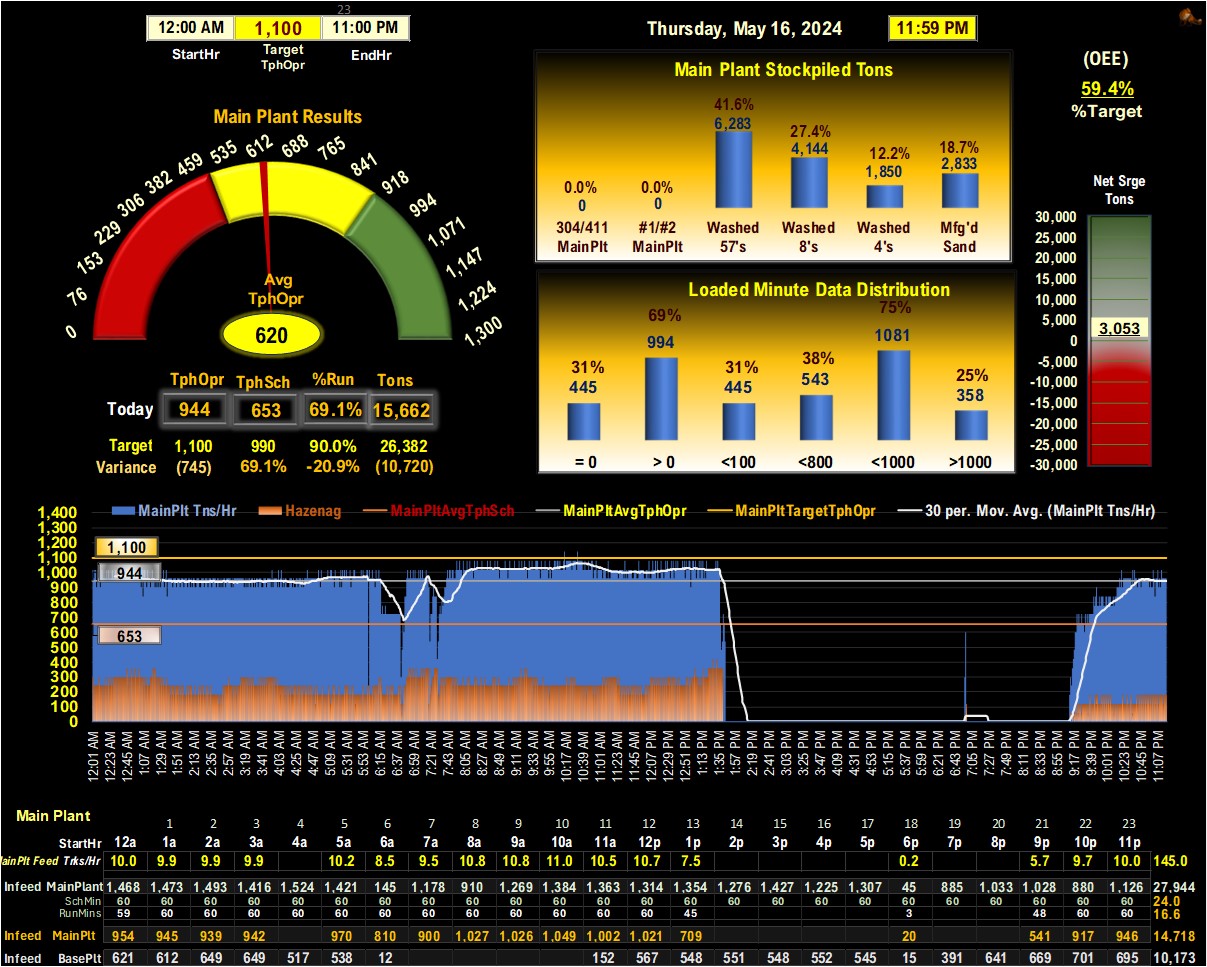 23
12:00 AM 1,100 11:00 PM
StartHr Target TphOpr EndHr
Thursday, May 16, 2024 11:59 PM
(OEE)
59.4%
%Target
Main Plant Results
0 76 153 229 306 382 459 535 612 688 765 841 918 994 1,071 1,147 1,224 1,300
Avg
TphOpr
620
TphOpr TphSch %Run Tons
Today 944 653 69.1% 15,662
Target 1,100 990 90.0% 26,382
Variance (745) 69.1% -20.9% (10,720)
Main Plant Stockpiled Tons
0.0% 0.0% 41.6% 27.4% 12.2% 18.7%
0 0 6,283 4,144 1,850 2,833
304/411 #1/#2 Washed Washed Washed Mfg'd
MainPlt MainPlt 57's 8's 4's Sand
Loaded Minute Data Distribution
31% 69% 31% 38% 75% 25%
445 994 445 543 1081 358
= 0 > 0 <100 <800 <1000 >1000
Net Srge
Tons
30,000
25,000
20,000
15,000
10,000
5,000
3,053
0
-5,000
-10,000
-15,000
-20,000
-25,000
-30,000
MainPlt Tns/Hr Hazenag MainPltAvgTphSch MainPltAvgTphOpr MainPltTargetTphOpr 30 per. Mov. Avg. (MainPlt Tns/Hr)
1,400
1,300
1,200
1,100
1,000
900
800
700
600
500
400
300
200
100
0
1,100
944
653
12:01 AM 12:23 AM 12:45 AM 1:07 AM 1:29 AM 1:51 AM 2:13 AM 2:35 AM 2:57 AM 3:19 AM 3:41 AM 4:03 AM 4:25 AM 4:47 AM 5:09 AM 5:31 AM 5:53 AM 6:15 AM 6:37 AM 6:59 AM 7:21 AM 7:43 AM 8:05 AM 8:27 AM 8:49 AM 9:11 AM 9:33 AM 9:55 AM 10:17 AM 10:39 AM 11:01 AM 11:23 AM 11:45 AM 12:07 PM 12:29 PM 12:51 PM 1:13 PM 1:35 PM 1:57 PM 2:19 PM 2:41 PM 3:03 PM 3:25 PM 3:47 PM 4:09 PM 4:31 PM 4:53 PM 5:15 PM 5:37 PM 5:59 PM 6:21 PM 6:43 PM 7:05 PM 7:27 PM 7:49 PM 8:11 PM 8:33 PM 8:55 PM 9:17 PM 9:39 PM 10:01 PM 10:23 PM 10:45 PM 11:07 PM
Main Plant
1 2 3 4 5 6 7 8 9 10 11 12 13 14 15 16 17 18 19 20 21 22 23
StartHr 12a 1a 2a 3a 4a 5a 6a 7a 8a 9a 10a 11a 12p 1p 2p 3p 4p 5p 6p 7p 8p 9p 10p 11p
MainPlt Feed Trks/Hr 10.0 9.9 9.9 9.9 10.2 8.5 9.5 10.8 10.8 11.0 10.5 10.7 7.5 0.2 5.7 9.7 10.0 145.0
Infeed MainPlant 1,468 1,473 1,493 1,416 1,524 1,421 145 1,178 910 1,269 1,384 1,363 1,314 1,354 1,276 1,427 1,225 1,307 45 885 1,033 1,028 880 1,126 27,944
SchMin 60 60 60 60 60 60 60 60 60 60 60 60 60 60 60 60 60 60 60 60 60 60 60 60 24.0
RunMins 59 60 60 60 60 60 60 60 60 60 60 60 45 3 48 60 60 16.6
Infeed MainPlt 954 945 939 942 970 810 900 1,027 1,026 1,049 1,002 1,021 709 20 541 917 946 14,718
Infeed BasePlt 621 612 649 649 517 538 12 152 567 548 551 548 552 545 15 391 641 669 701 695 10,173